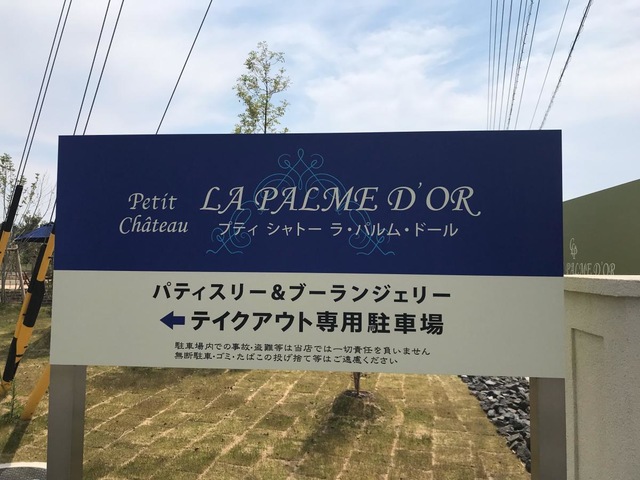 Petit
Château
LA PALME D'OR
プティ シャトー ラ・パルム・ドール
パティスリー＆ブーランジェリー
←テイクアウト専用駐車場
駐車場内での事故・盗難等は当店では一切責任を負いません
無断駐車・ゴミ・たばこの投げ捨て等はご遠慮ください
PALME D'OR